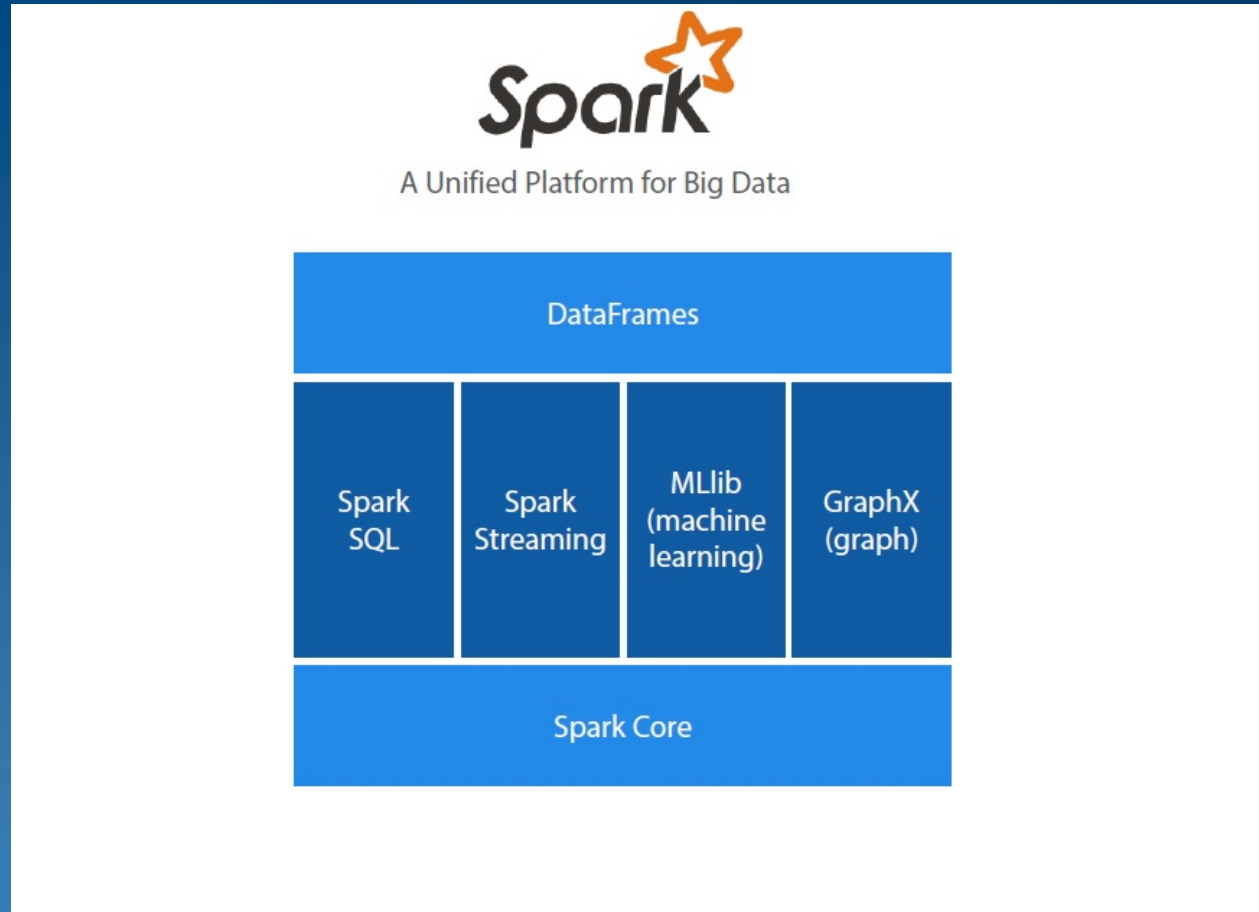 Spark
A Unified Platform for Big Data
DataFrames
Spark
SQL
Spark
Streaming
MLlib
(machine
learning)
GraphX
(graph)
Spark Core